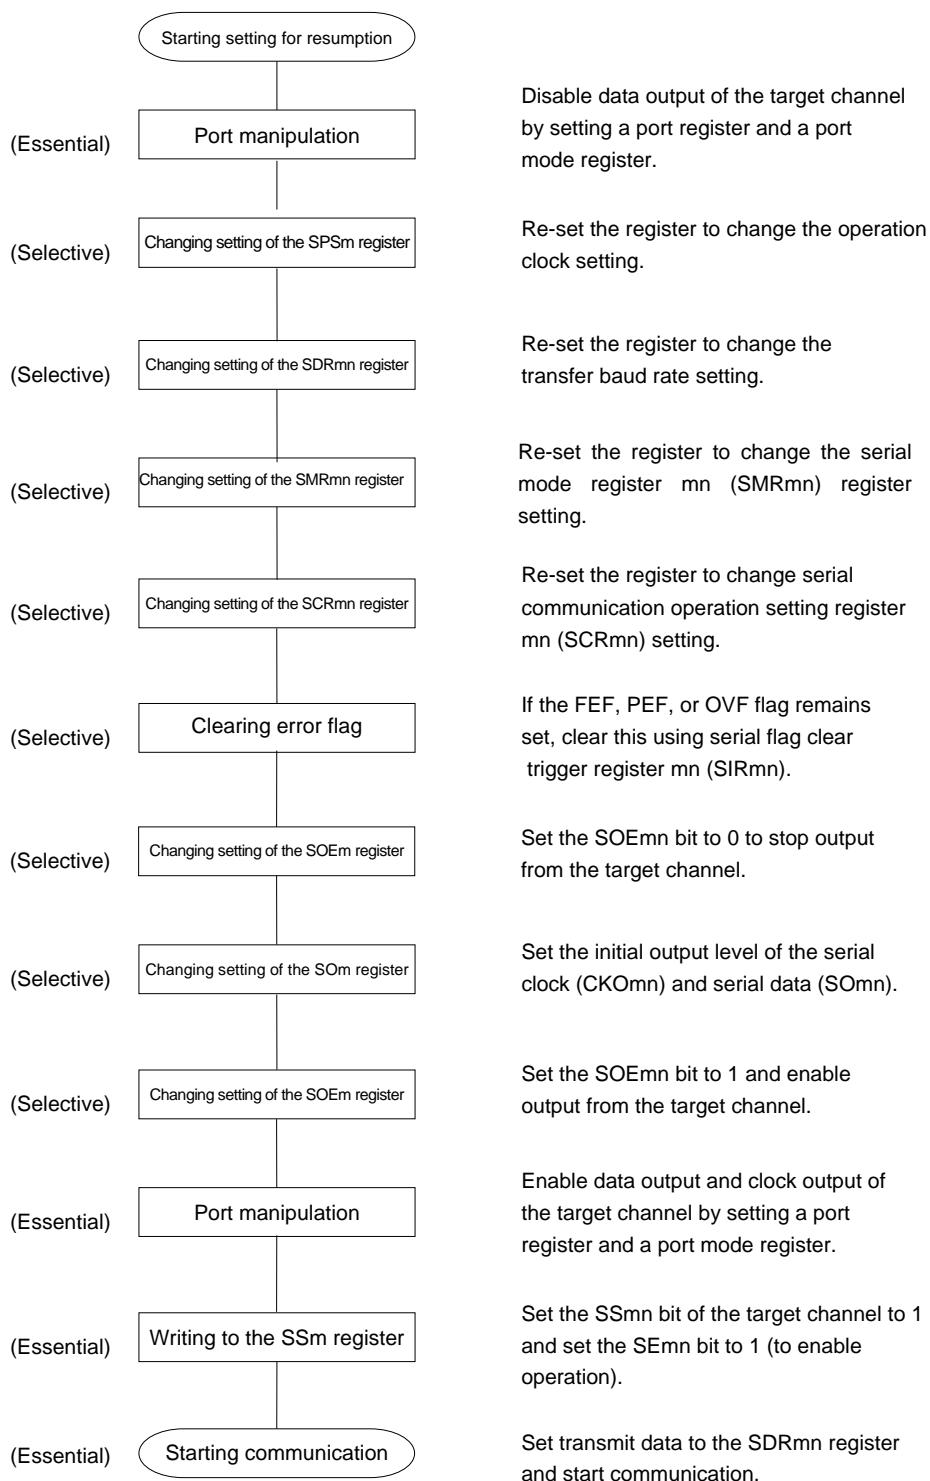 Starting setting for resumption
(Essential)
Port manipulation
Disable data output of the target channel
by setting a port register and a port
mode register.
(Selective)
Changing setting of the SPSm register
Re-set the register to change the operation
clock setting.
(Selective)
Changing setting of the SDRmn register
Re-set the register to change the
transfer baud rate setting.
(Selective)
Changing setting of the SMRmn register
Re-set the register to change the serial
mode register mn (SMRmn) register
setting.
(Selective)
Changing setting of the SCRmn register
Re-set the register to change serial
communication operation setting register
mn (SCRmn) setting.
(Selective)
Clearing error flag
If the FEF, PEF, or OVF flag remains
set, clear this using serial flag clear
trigger register mn (SIRmn).
(Selective)
Changing setting of the SOEm register
Set the SOEmn bit to 0 to stop output
from the target channel.
(Selective)
Changing setting of the SOm register
Set the initial output level of the serial
clock (CKOmn) and serial data (SOmn).
(Selective)
Changing setting of the SOEm register
Set the SOEmn bit to 1 and enable
output from the target channel.
(Essential)
Port manipulation
Enable data output and clock output of
the target channel by setting a port
register and a port mode register.
(Essential)
Writing to the SSm register
Set the SSmn bit of the target channel to 1
and set the SEmn bit to 1 (to enable
operation).
(Essential)
Starting communication
Set transmit data to the SDRmn register
and start communication.